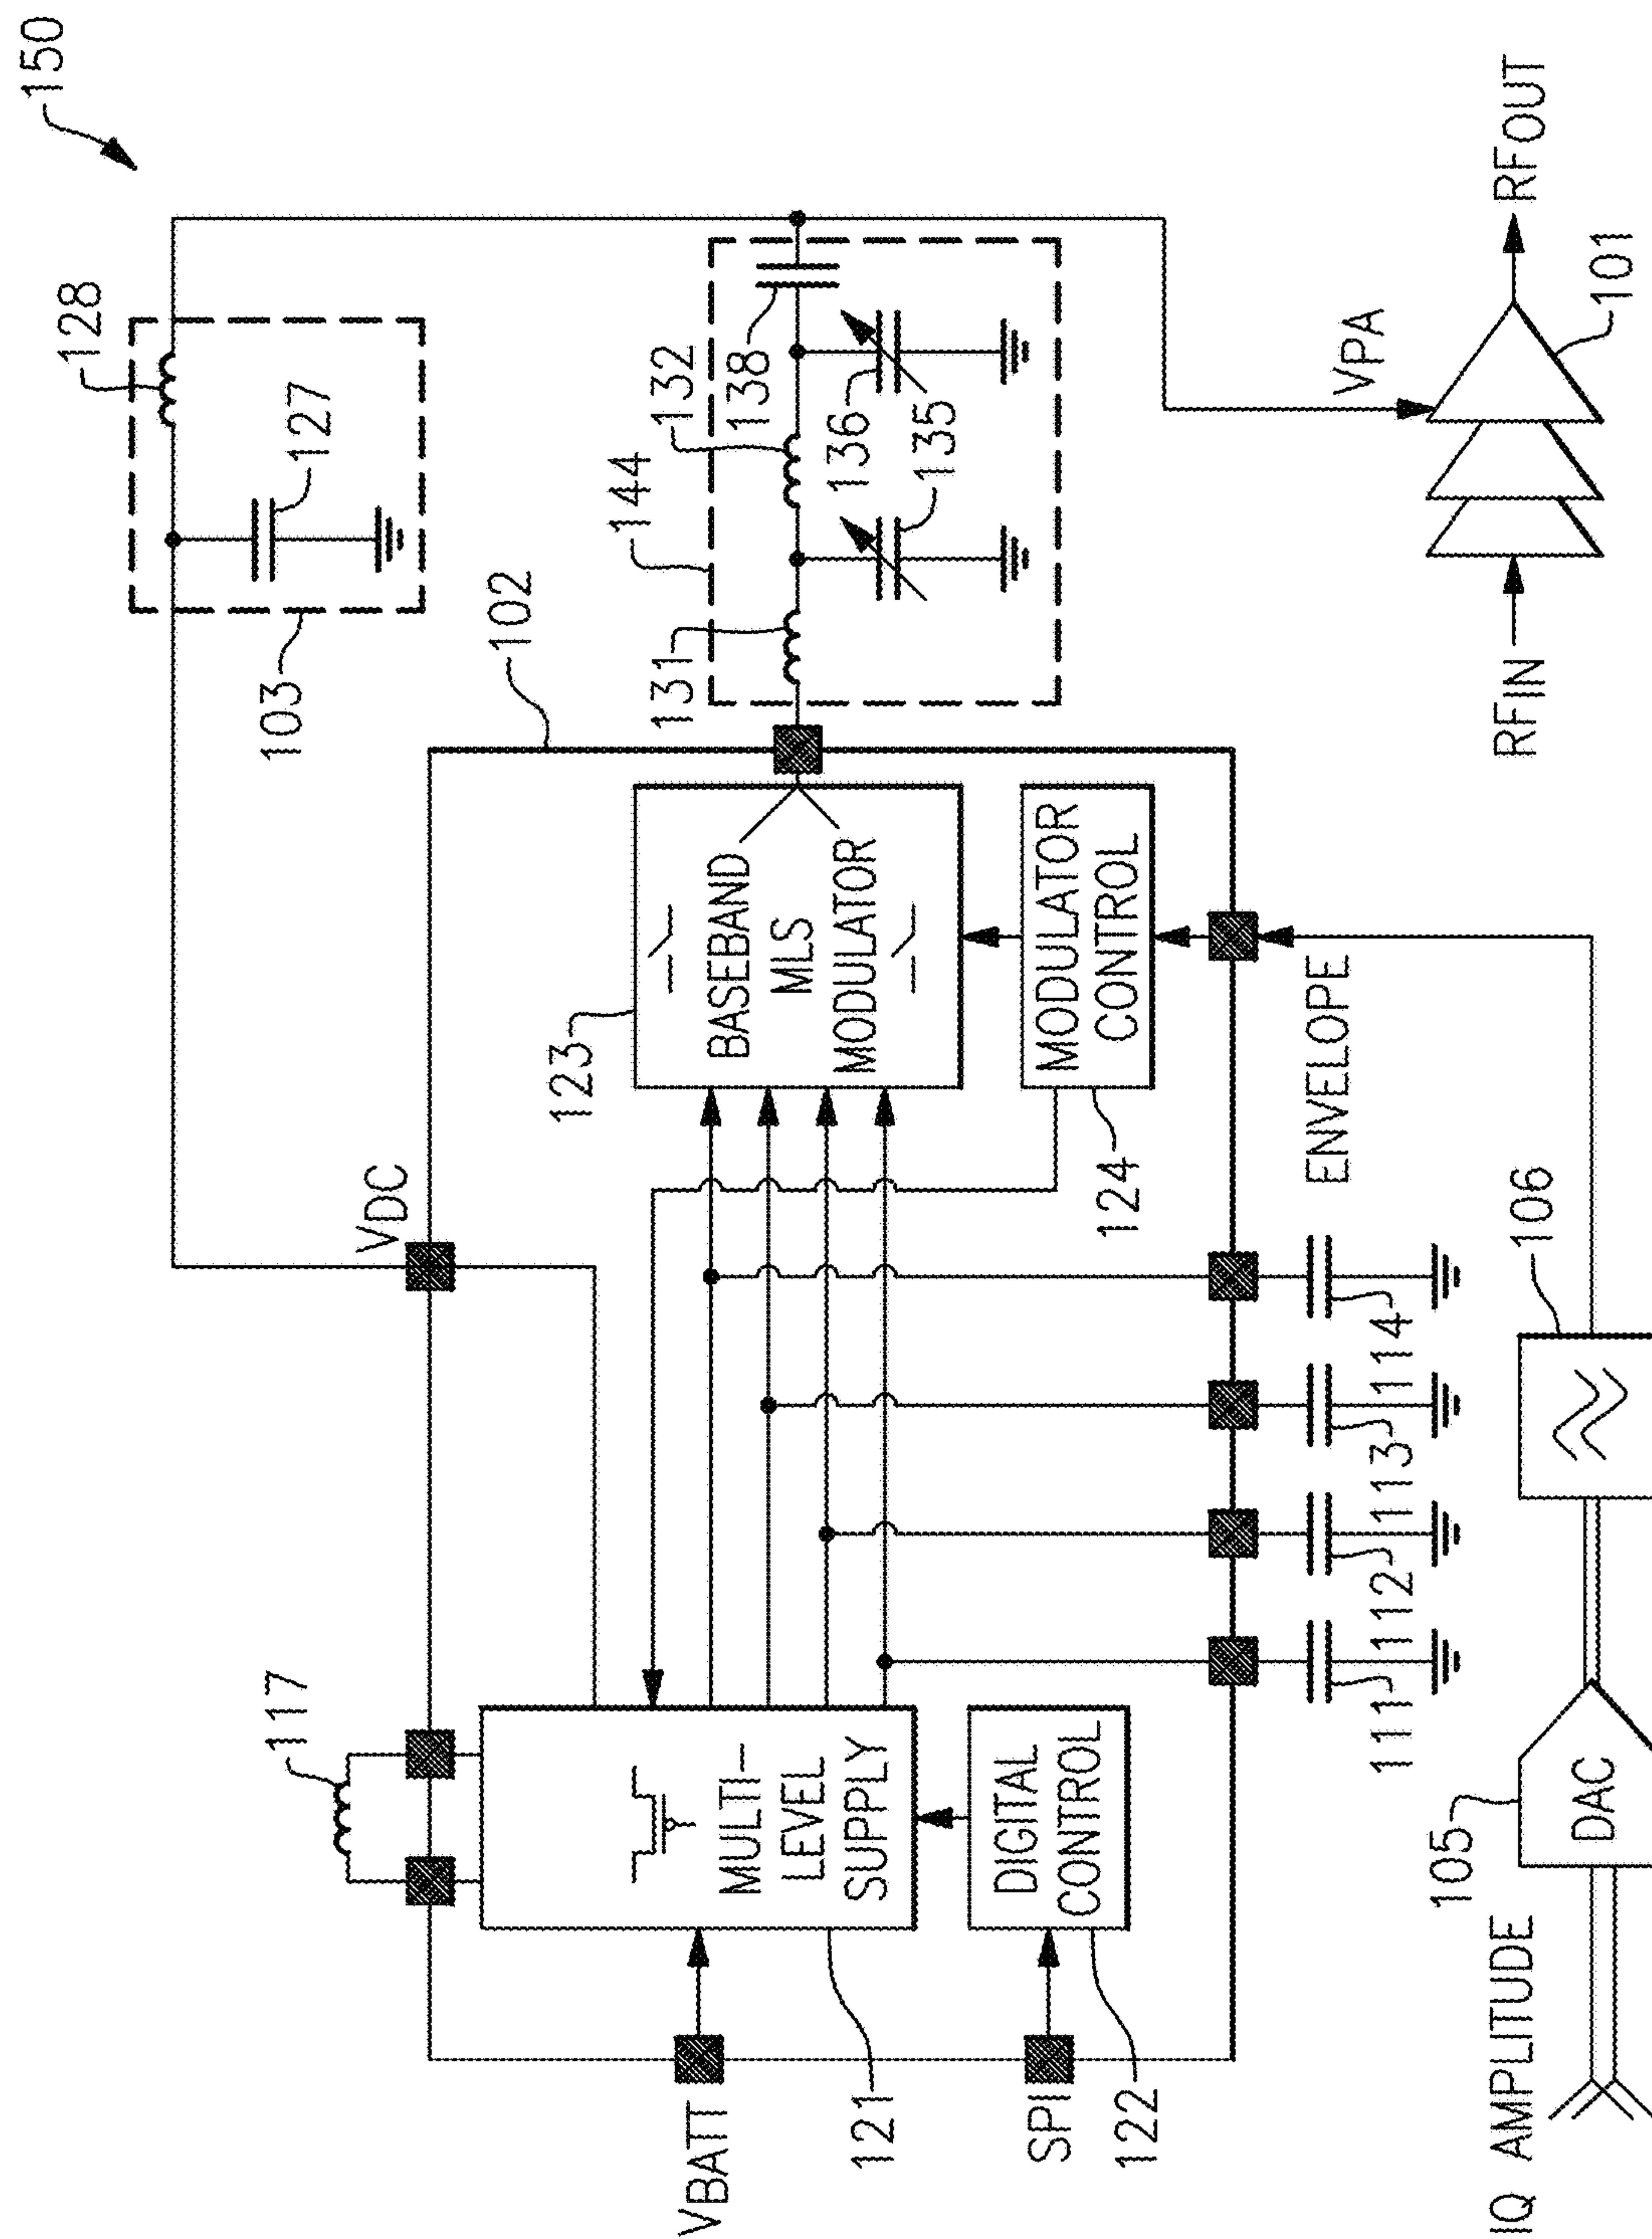 150
128
127
103
117
VDC
102
144
132
131
138
136
135
123
BASEBAND
MLS
MODULATOR
MULTI-
LEVEL
SUPPLY
VBATT
121
MODULATOR
CONTROL
124
DIGITAL
CONTROL
SPI
122
ENVELOPE
111
112
113
114
VPA
RFIN
RFOUT
101
IQ AMPLITUDE
105
DAC
106